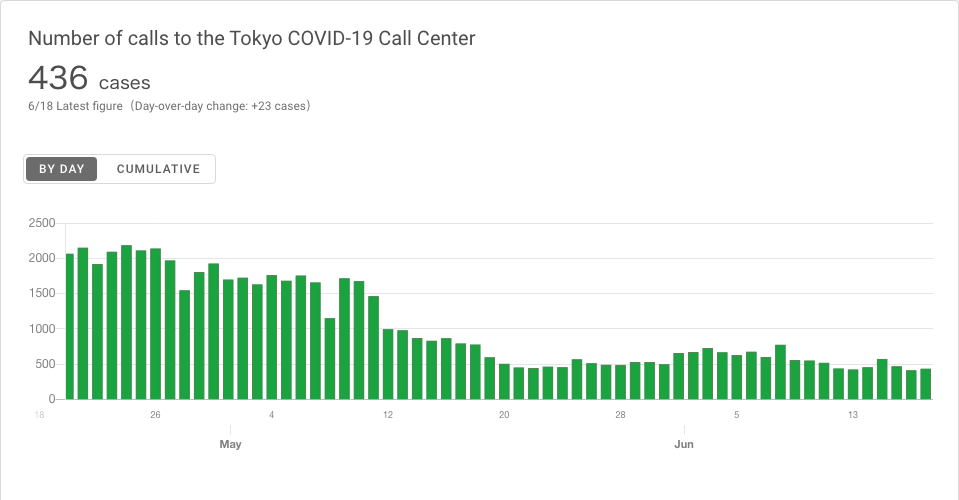 Number of calls to the Tokyo COVID-19 Call Center
436 cases
6/18 Latest figure（Day-over-day change: +23 cases）
BY DAY CUMULATIVE
2500
2000
1500
1000
500
0
18 26 4 12 20 28 5 13
May Jun